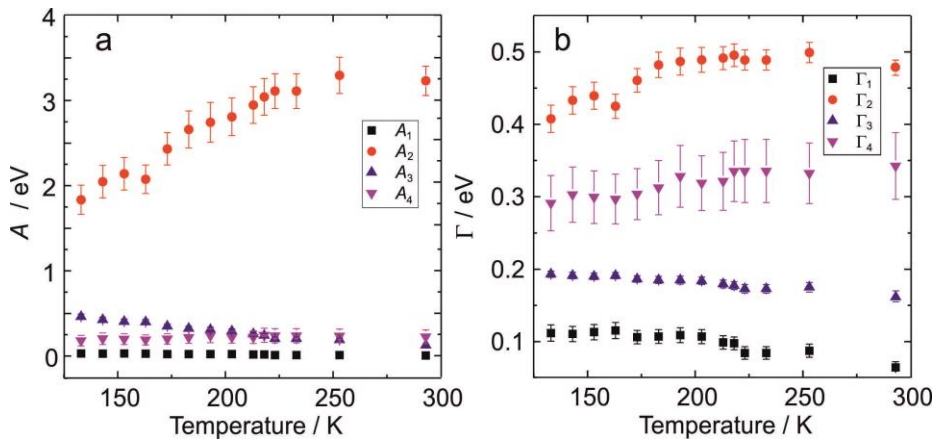 a
4
3
2
1
0
A / eV
A₁
A₂
A₃
A₄
150 200 250 300
Temperature / K
b
0.5
0.4
0.3
0.2
0.1
Γ / eV
Γ₁
Γ₂
Γ₃
Γ₄
150 200 250 300
Temperature / K